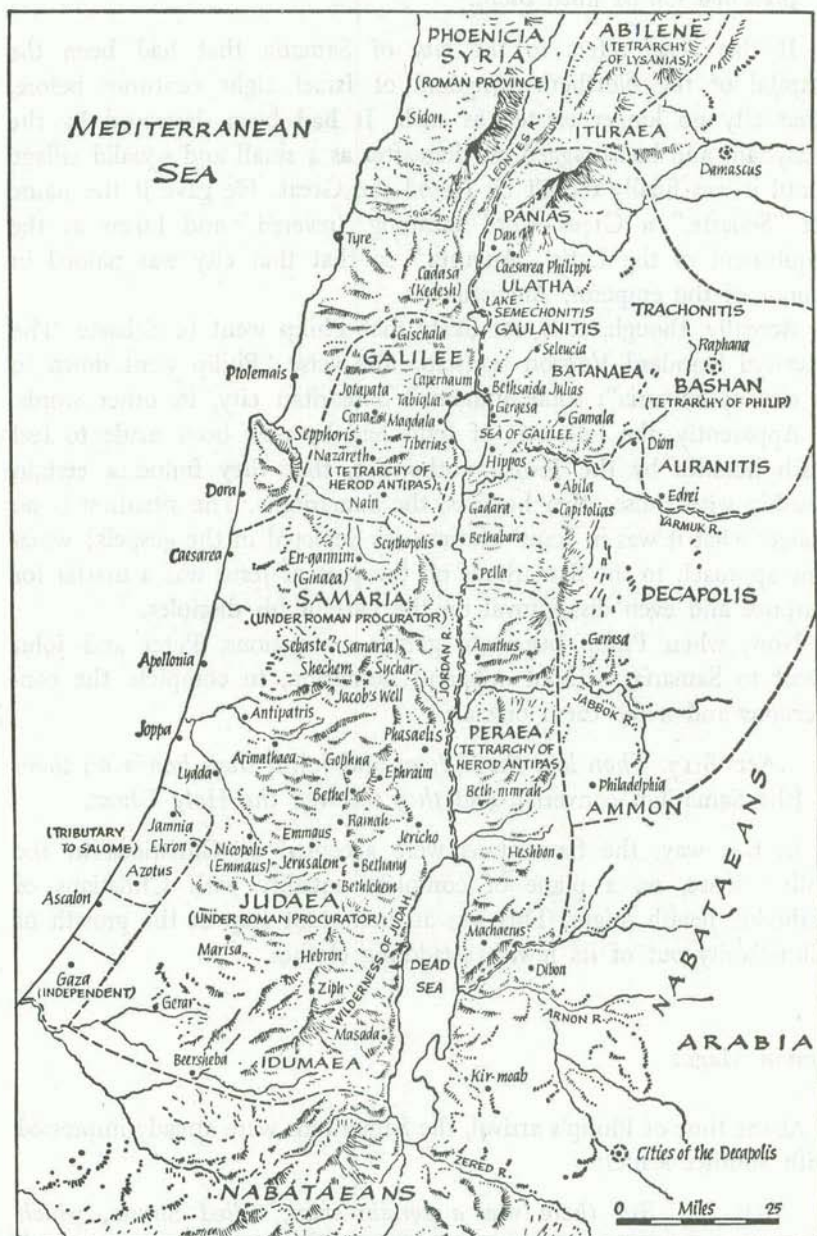 PHOENICIA
SYRIA
(ROMAN PROVINCE)
ABILENE
(TETRARCHY
OF LYSANIAS)
MEDITERRANEAN
SEA
Sidon
ITURAEA
Damascus
LEONTES R.
PANIAS
Dan
Caesarea Philippi
Tyre
Cadasa
(Kedesh)
ULATHA
LAKE
SEMECHONITIS
GAULANITIS
TRACHONITIS
Gischala
Seleucia
Raphana
GALILEE
BATANAEA
BASHAN
(TETRARCHY OF PHILIP)
Ptolemais
Jotapata
Capernaum
Tabigha
Bethsaida Julias
Gergesa
Cana
Magdala
SEA OF GALILEE
Gamala
Dion
Sepphoris
Tiberias
Hippos
AURANITIS
Nazareth
(TETRARCHY OF
HEROD ANTIPAS)
Abila
Edrei
Dora
Nain
Gadara
Capitolias
YARMUK R.
Caesarea
Scythopolis
Bethabara
En-gannim
(Ginaea)
Pella
SAMARIA
(UNDER ROMAN PROCURATOR)
DECAPOLIS
Sebaste
(Samaria)
Gerasa
Apollonia
Shechem
Sychar
Amathus
Jacob's Well
JORDAN R.
JABBOK R.
Antipatris
Joppa
Phasaelis
PERAEA
(TETRARCHY OF
HEROD ANTIPAS)
Arimathaea
Gophna
Ephraim
Lydda
Bethel
Beth-nimrah
Philadelphia
AMMON
Ramah
Jamnia
Emmaus
Jericho
(TRIBUTARY
TO SALOME)
Ekron
Nicopolis
(Emmaus)
Jerusalem
Bethany
Heshbon
Azotus
Bethlehem
Ascalon
JUDAEA
(UNDER ROMAN PROCURATOR)
Machaerus
NABATAEANS
Marisa
Hebron
WILDERNESS OF JUDAH
DEAD
SEA
Dibon
Gaza
(INDEPENDENT)
Ziph
Gerar
ARNON R.
Masada
ARABIA
Beersheba
IDUMAEA
Kir-moab
Cities of the Decapolis
ZERED R.
NABATAEANS
Miles 25